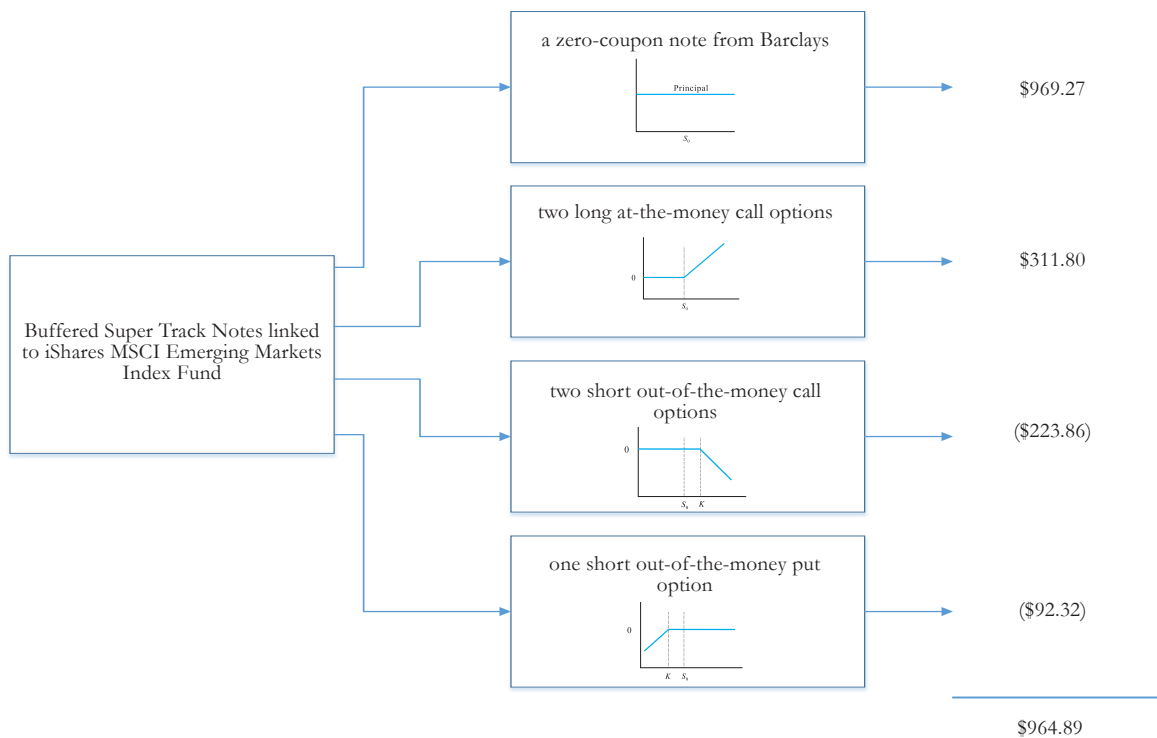 a zero-coupon note from Barclays
Principal
S₀
$969.27
two long at-the-money call options
0
S₀
$311.80
Buffered Super Track Notes linked
to iShares MSCI Emerging Markets
Index Fund
two short out-of-the-money call
options
0
S₀ K
($223.86)
one short out-of-the-money put
option
0
K S₀
($92.32)
$964.89